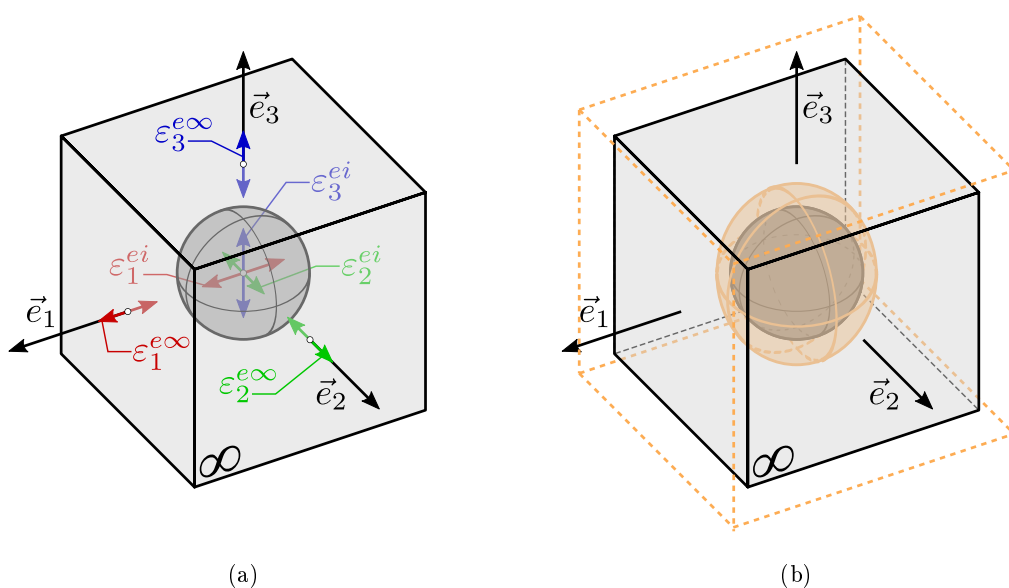 e⃗₃
e⃗₃
ε₃^{e∞}
ε₃^{ei}
ε₁^{ei}
ε₂^{ei}
e⃗₁
e⃗₁
ε₁^{e∞}
ε₂^{e∞}
e⃗₂
e⃗₂
∞
∞
(a)
(b)